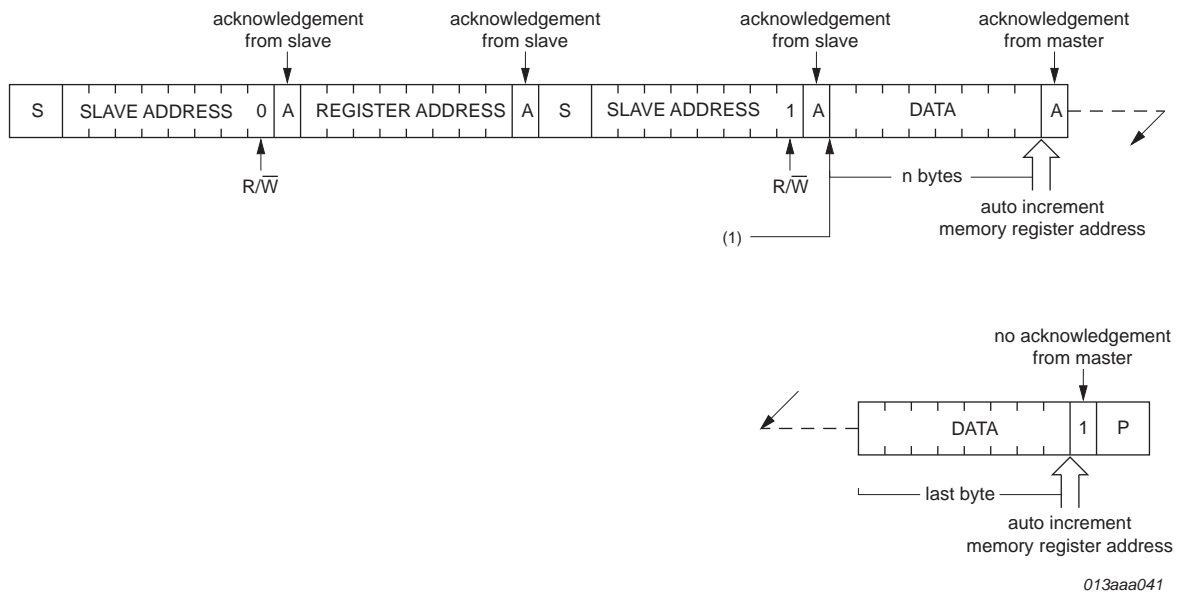 acknowledgement from slave
acknowledgement from slave
acknowledgement from slave
acknowledgement from master
S SLAVE ADDRESS 0 A REGISTER ADDRESS A S SLAVE ADDRESS 1 A DATA A
R/W̅
R/W̅
n bytes
auto increment
memory register address
(1)
no acknowledgement
from master
DATA 1 P
last byte
auto increment
memory register address
013aaa041